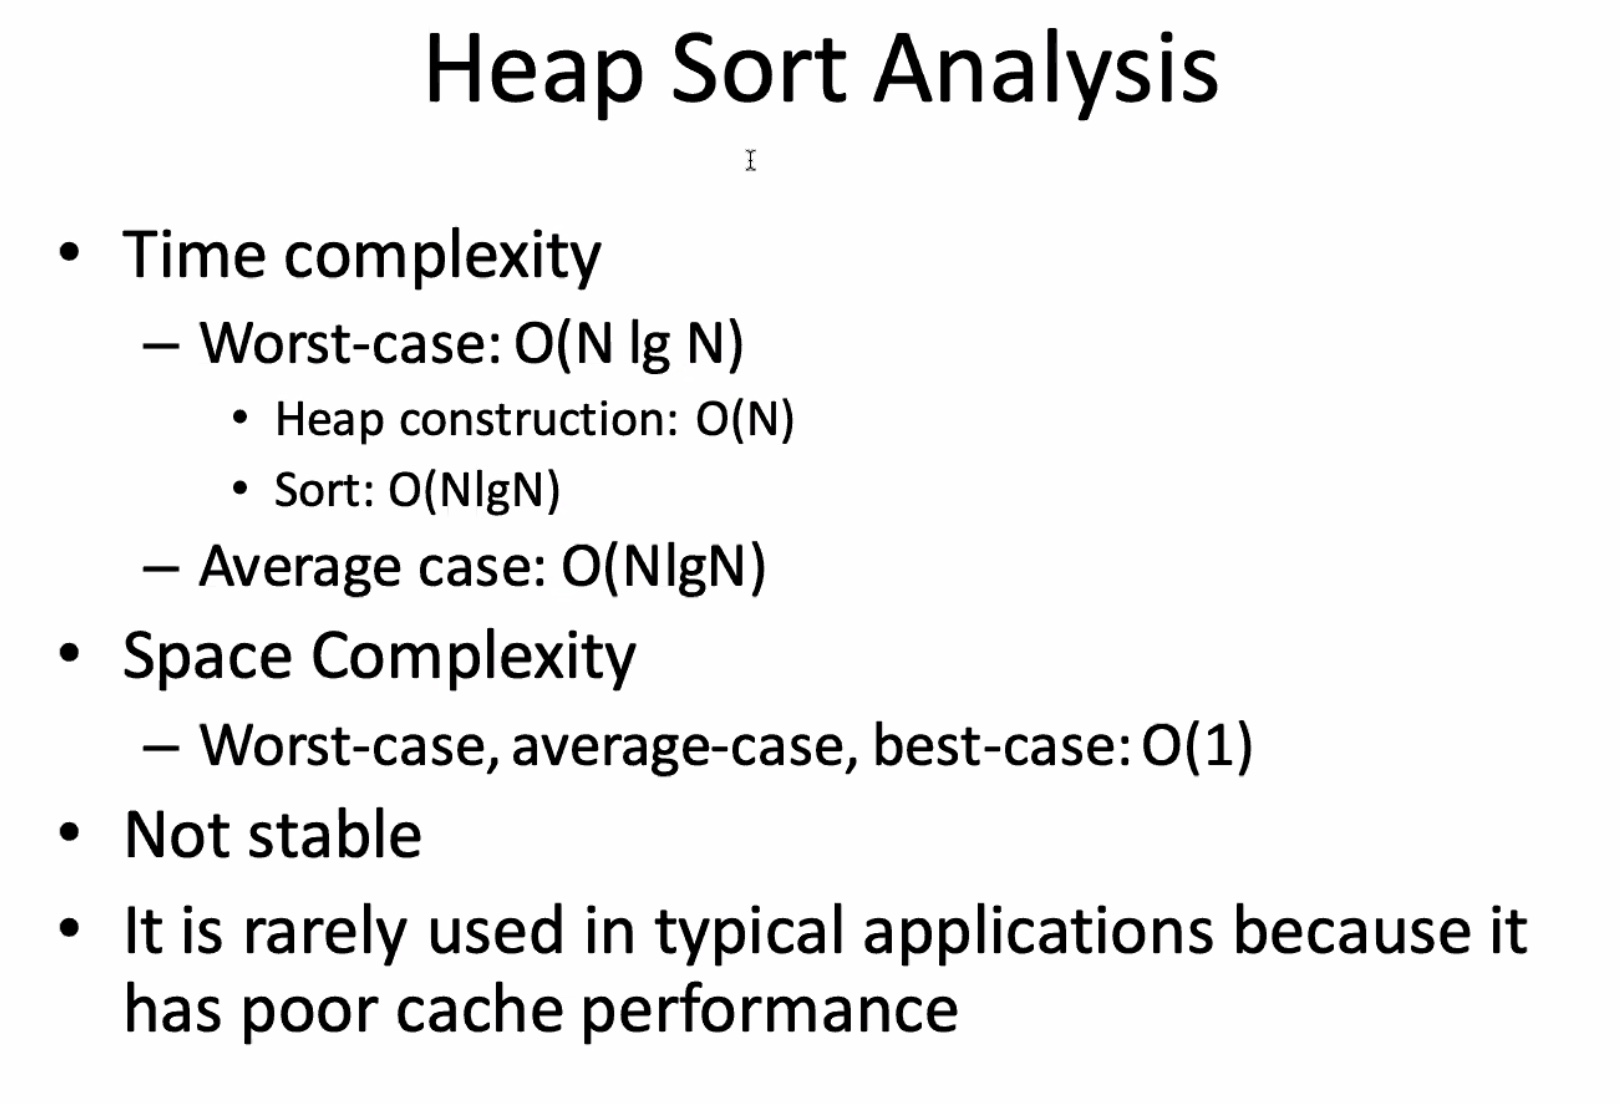 Heap Sort Analysis
• Time complexity
– Worst-case: O(N lg N)
• Heap construction: O(N)
• Sort: O(NlgN)
– Average case: O(NlgN)
• Space Complexity
– Worst-case, average-case, best-case: O(1)
• Not stable
• It is rarely used in typical applications because it
has poor cache performance